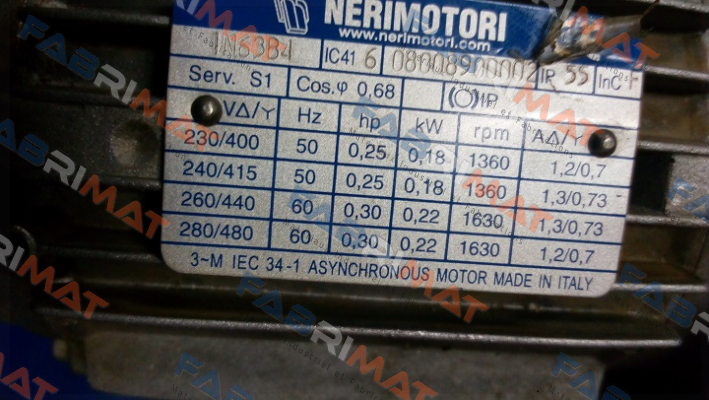 NERIMOTORI
www.nerimotori.com
IC41 6 IP 55 InCl F
Serv. S1 Cos.φ 0,68 IP
V∆/Y Hz hp kW rpm A∆/Y
230/400 50 0,25 0,18 1360 1,2/0,7
240/415 50 0,25 0,18 1360 1,3/0,73
260/440 60 0,30 0,22 1630 1,3/0,73
280/480 60 0,30 0,22 1630 1,2/0,7
3~M IEC 34-1 ASYNCHRONOUS MOTOR MADE IN ITALY
FABRIMAT